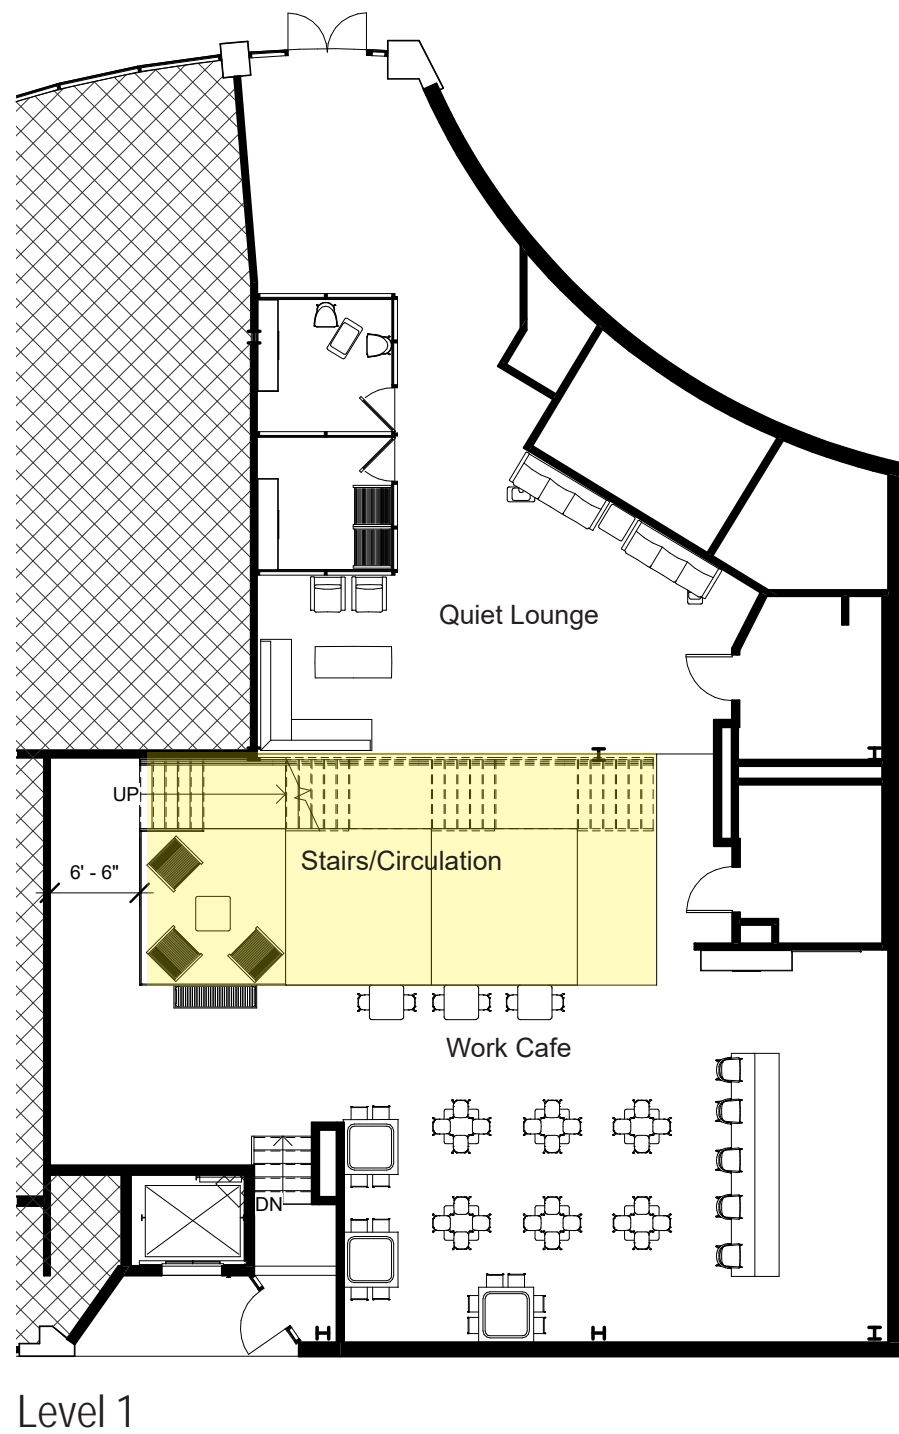 Quiet Lounge
UP
Stairs/Circulation
6' - 6"
Work Cafe
DN
Level 1